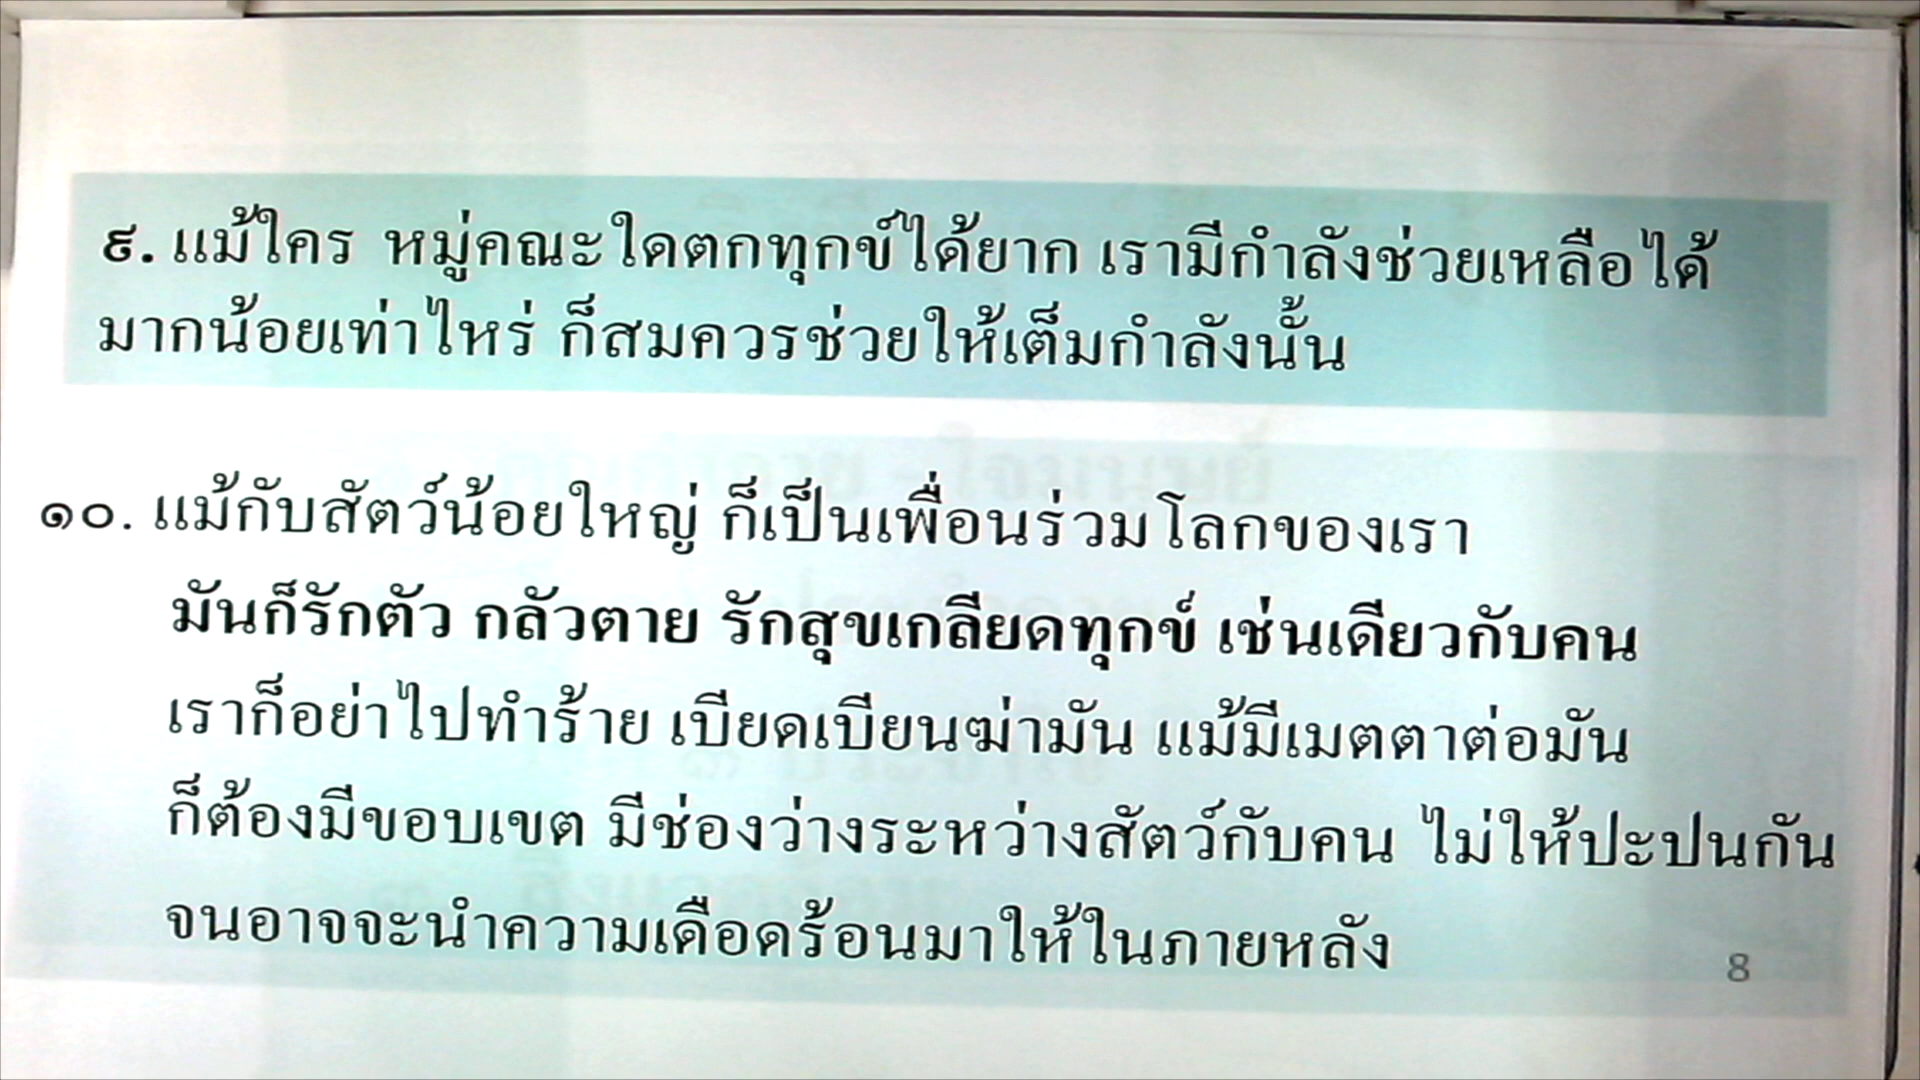 ๙. แม้ใคร หมู่คณะใดตกทุกข์ได้ยาก เรามีกำลังช่วยเหลือได้
มากน้อยเท่าไหร่ ก็สมควรช่วยให้เต็มกำลังนั้น
๑๐. แม้กับสัตว์น้อยใหญ่ ก็เป็นเพื่อนร่วมโลกของเรา
มันก็รักตัว กลัวตาย รักสุขเกลียดทุกข์ เช่นเดียวกับคน
เราก็อย่าไปทำร้าย เบียดเบียนฆ่ามัน แม้มีเมตตาต่อมัน
ก็ต้องมีขอบเขต มีช่องว่างระหว่างสัตว์กับคน ไม่ให้ปะปนกัน
จนอาจจะนำความเดือดร้อนมาให้ในภายหลัง
8